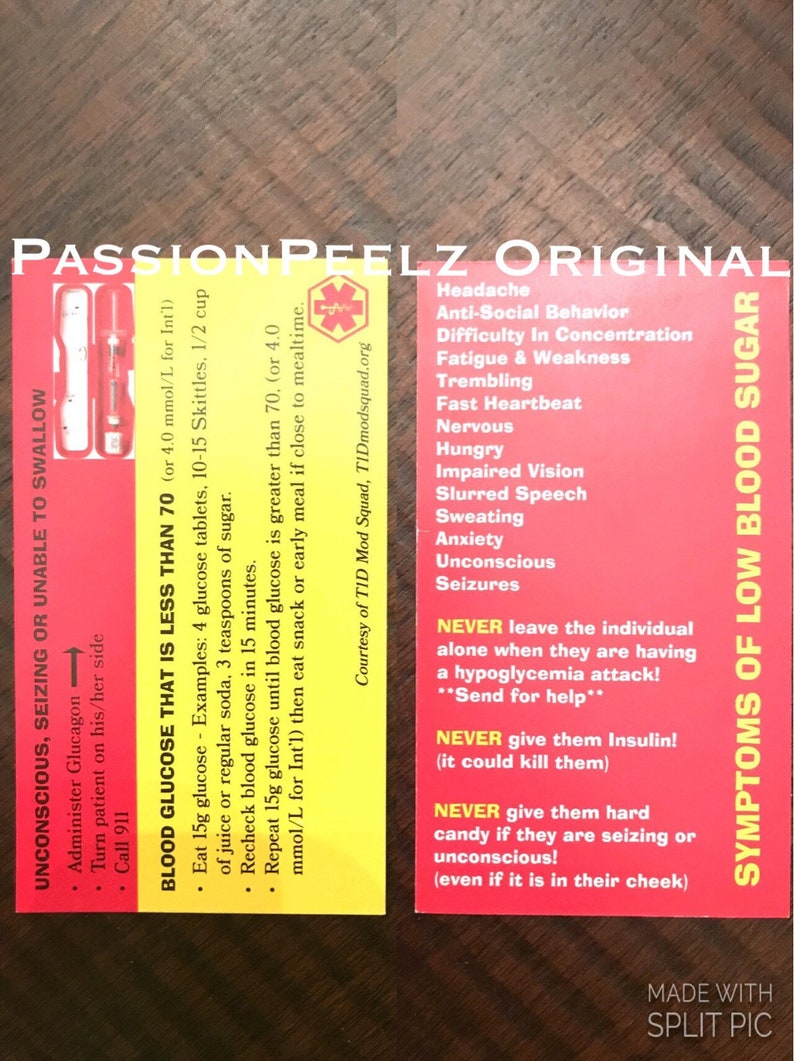 PassionPeelz Original
UNCONSCIOUS, SEIZING OR UNABLE TO SWALLOW
• Administer Glucagon →
• Turn patient on his/her side
• Call 911
BLOOD GLUCOSE THAT IS LESS THAN 70 (or 4.0 mmol/L for Int'l)
• Eat 15g glucose - Examples: 4 glucose tablets, 10-15 Skittles, 1/2 cup
of juice or regular soda, 3 teaspoons of sugar.
• Recheck blood glucose in 15 minutes.
• Repeat 15g glucose until blood glucose is greater than 70, (or 4.0
mmol/L for Int'l) then eat snack or early meal if close to mealtime.
Courtesy of T1D Mod Squad, T1Dmodsquad.org
Headache
Anti-Social Behavior
Difficulty In Concentration
Fatigue & Weakness
Trembling
Fast Heartbeat
Nervous
Hungry
Impaired Vision
Slurred Speech
Sweating
Anxiety
Unconscious
Seizures
NEVER leave the individual
alone when they are having
a hypoglycemia attack!
**Send for help**
NEVER give them Insulin!
(it could kill them)
NEVER give them hard
candy if they are seizing or
unconscious!
(even if it is in their cheek)
SYMPTOMS OF LOW BLOOD SUGAR
MADE WITH
SPLIT PIC